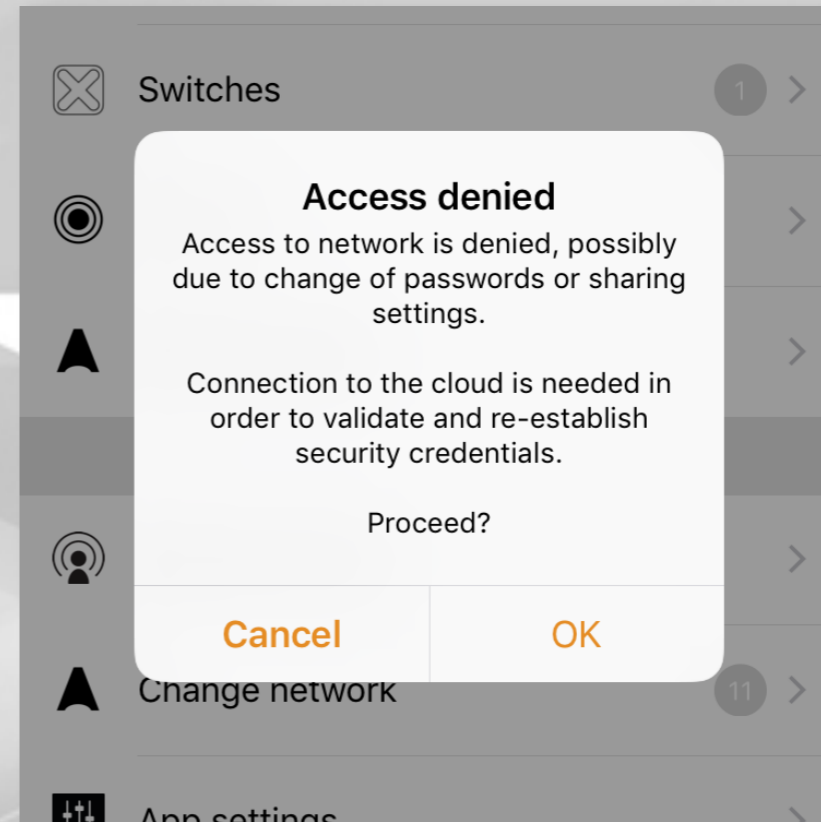 Switches
1
Access denied
Access to network is denied, possibly
due to change of passwords or sharing
settings.
Connection to the cloud is needed in
order to validate and re-establish
security credentials.
Proceed?
Cancel
OK
Change network
11
App settings